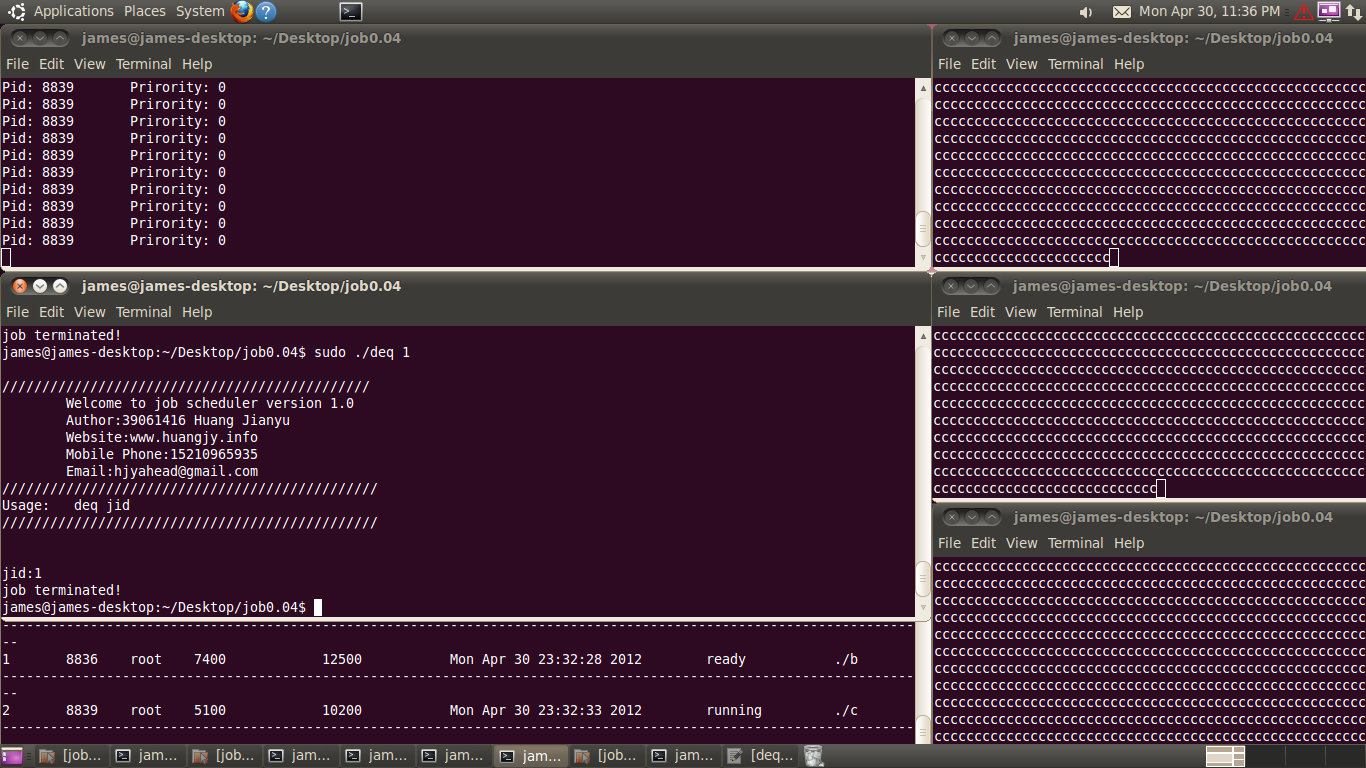 Applications Places System Mon Apr 30, 11:36 PM
james@james-desktop: ~/Desktop/job0.04
File Edit View Terminal Help
Pid: 8839 Prirority: 0
Pid: 8839 Prirority: 0
Pid: 8839 Prirority: 0
Pid: 8839 Prirority: 0
Pid: 8839 Prirority: 0
Pid: 8839 Prirority: 0
Pid: 8839 Prirority: 0
Pid: 8839 Prirority: 0
Pid: 8839 Prirority: 0
Pid: 8839 Prirority: 0
james@james-desktop: ~/Desktop/job0.04
File Edit View Terminal Help
job terminated!
james@james-desktop:~/Desktop/job0.04$ sudo ./deq 1
//////////////////////////////////////////////
Welcome to job scheduler version 1.0
Author:39061416 Huang Jianyu
Website:www.huangjy.info
Mobile Phone:15210965935
Email:hjyahead@gmail.com
///////////////////////////////////////////////
Usage: deq jid
///////////////////////////////////////////////
jid:1
job terminated!
james@james-desktop:~/Desktop/job0.04$
--
1 8836 root 7400 12500 Mon Apr 30 23:32:28 2012 ready ./b
--
2 8839 root 5100 10200 Mon Apr 30 23:32:33 2012 running ./c
james@james-desktop: ~/Desktop/job0.04
File Edit View Terminal Help
cccccccccccccccccccccccccccccccccccccccccccccccccccccc
cccccccccccccccccccccccccccccccccccccccccccccccccccccc
cccccccccccccccccccccccccccccccccccccccccccccccccccccc
cccccccccccccccccccccccccccccccccccccccccccccccccccccc
cccccccccccccccccccccccccccccccccccccccccccccccccccccc
cccccccccccccccccccccccccccccccccccccccccccccccccccccc
cccccccccccccccccccccccccccccccccccccccccccccccccccccc
cccccccccccccccccccccccccccccccccccccccccccccccccccccc
cccccccccccccccccccccccccccccccccccccccccccccccccccccc
cccccccccccccccccccccccccccccccccccccccccccccccccccccc
cccccccccccccccccccccc
james@james-desktop: ~/Desktop/job0.04
File Edit View Terminal Help
cccccccccccccccccccccccccccccccccccccccccccccccccccccc
cccccccccccccccccccccccccccccccccccccccccccccccccccccc
cccccccccccccccccccccccccccccccccccccccccccccccccccccc
cccccccccccccccccccccccccccccccccccccccccccccccccccccc
cccccccccccccccccccccccccccccccccccccccccccccccccccccc
cccccccccccccccccccccccccccccccccccccccccccccccccccccc
cccccccccccccccccccccccccccccccccccccccccccccccccccccc
cccccccccccccccccccccccccccccccccccccccccccccccccccccc
cccccccccccccccccccccccccccccccccccccccccccccccccccccc
cccccccccccccccccccccccccccc
james@james-desktop: ~/Desktop/job0.04
File Edit View Terminal Help
cccccccccccccccccccccccccccccccccccccccccccccccccccccc
cccccccccccccccccccccccccccccccccccccccccccccccccccccc
cccccccccccccccccccccccccccccccccccccccccccccccccccccc
cccccccccccccccccccccccccccccccccccccccccccccccccccccc
cccccccccccccccccccccccccccccccccccccccccccccccccccccc
cccccccccccccccccccccccccccccccccccccccccccccccccccccc
cccccccccccccccccccccccccccccccccccccccccccccccccccccc
cccccccccccccccccccccccccccccccccccccccccccccccccccccc
cccccccccccccccccccccccccccccccccccccccccccccccccccccc
cccccccccccccccccccccccccccccccccccccccccccccccccccccc
cccccccccccccccccccccccccccccccccccccccccccccccccccccc
[job... jam... [job... jam... jam... jam... jam... [job... jam... [deq...